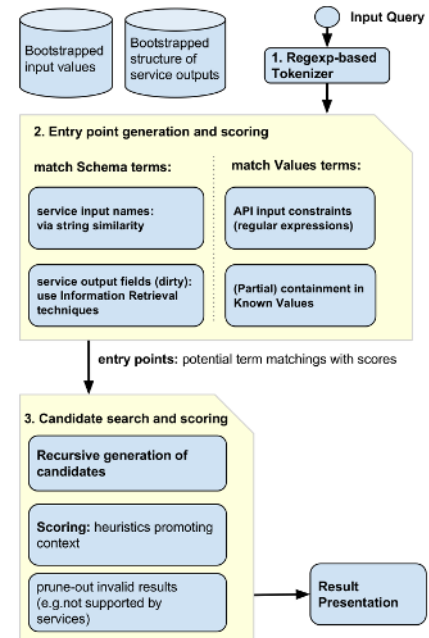 Bootstrapped
input values
Bootstrapped
structure of
service outputs
Input Query
1. Regexp-based
Tokenizer
2. Entry point generation and scoring
match Schema terms:
match Values terms:
service input names:
via string similarity
API input constraints
(regular expressions)
service output fields (dirty):
use Information Retrieval
techniques
(Partial) containment in
Known Values
entry points: potential term matchings with scores
3. Candidate search and scoring
Recursive generation of
candidates
Scoring: heuristics promoting
context
prune-out invalid results
(e.g.not supported by
services)
Result
Presentation